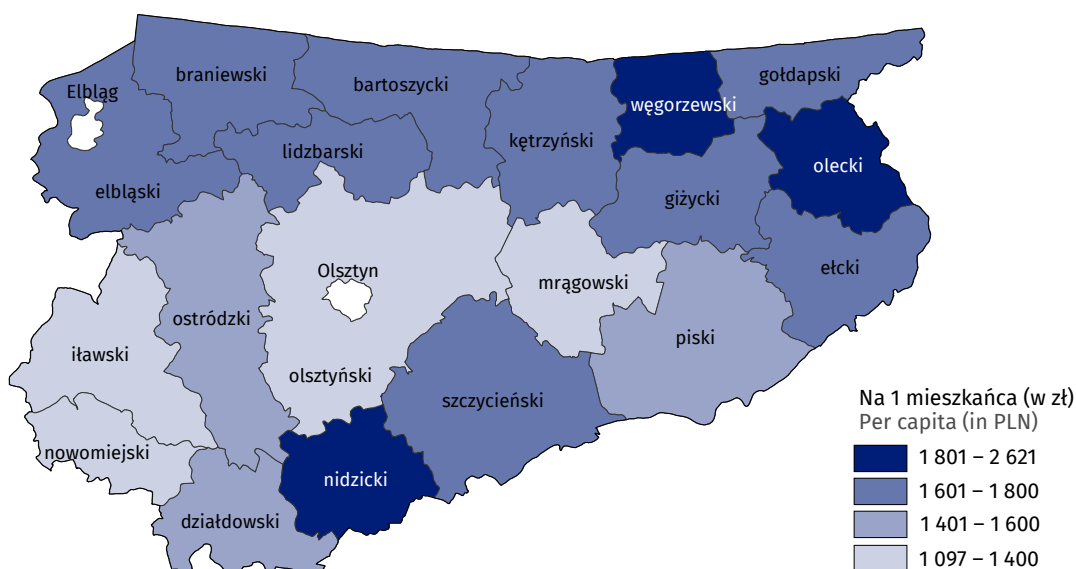 braniewski
bartoszycki
gołdapski
Elbląg
węgorzewski
kętrzyński
lidzbarski
olecki
elbląski
giżycki
Olsztyn
ełcki
mrągowski
ostródzki
piski
iławski
olsztyński
szczycieński
nowomiejski
nidzicki
działdowski
Na 1 mieszkańca (w zł)
Per capita (in PLN)
1 801 – 2 621
1 601 – 1 800
1 401 – 1 600
1 097 – 1 400